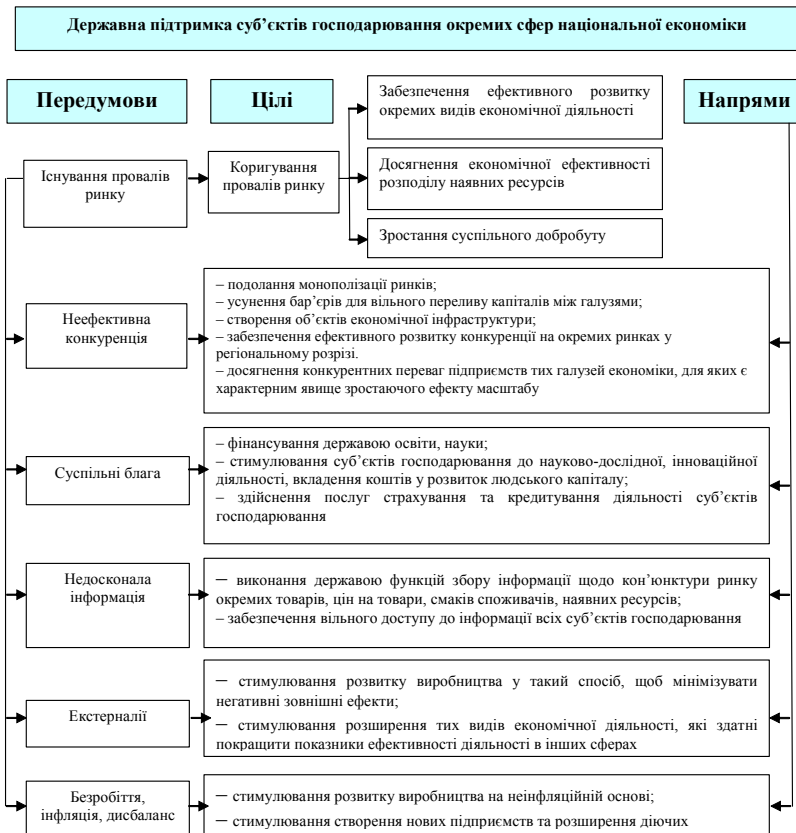 Державна підтримка суб’єктів господарювання окремих сфер національної економіки
Передумови
Цілі
Напрями
Забезпечення ефективного розвитку
окремих видів економічної діяльності
Існування провалів
ринку
Коригування
провалів ринку
Досягнення економічної ефективності
розподілу наявних ресурсів
Зростання суспільного добробуту
Неефективна
конкуренція
– подолання монополізації ринків;
– усунення бар’єрів для вільного переливу капіталів між галузями;
– створення об’єктів економічної інфраструктури;
– забезпечення ефективного розвитку конкуренції на окремих ринках у
регіональному розрізі.
– досягнення конкурентних переваг підприємств тих галузей економіки, для яких є
характерним явище зростаючого ефекту масштабу
Суспільні блага
– фінансування державою освіти, науки;
– стимулювання суб’єктів господарювання до науково-дослідної, інноваційної
діяльності, вкладення коштів у розвиток людського капіталу;
– здійснення послуг страхування та кредитування діяльності суб’єктів
господарювання
Недосконала
інформація
– виконання державою функцій збору інформації щодо кон’юнктури ринку
окремих товарів, цін на товари, смаків споживачів, наявних ресурсів;
– забезпечення вільного доступу до інформації всіх суб’єктів господарювання
Екстерналії
– стимулювання розвитку виробництва у такий спосіб, щоб мінімізувати
негативні зовнішні ефекти;
– стимулювання розширення тих видів економічної діяльності, які здатні
покращити показники ефективності діяльності в інших сферах
Безробіття,
інфляція, дисбаланс
– стимулювання розвитку виробництва на неінфляційній основі;
– стимулювання створення нових підприємств та розширення діючих